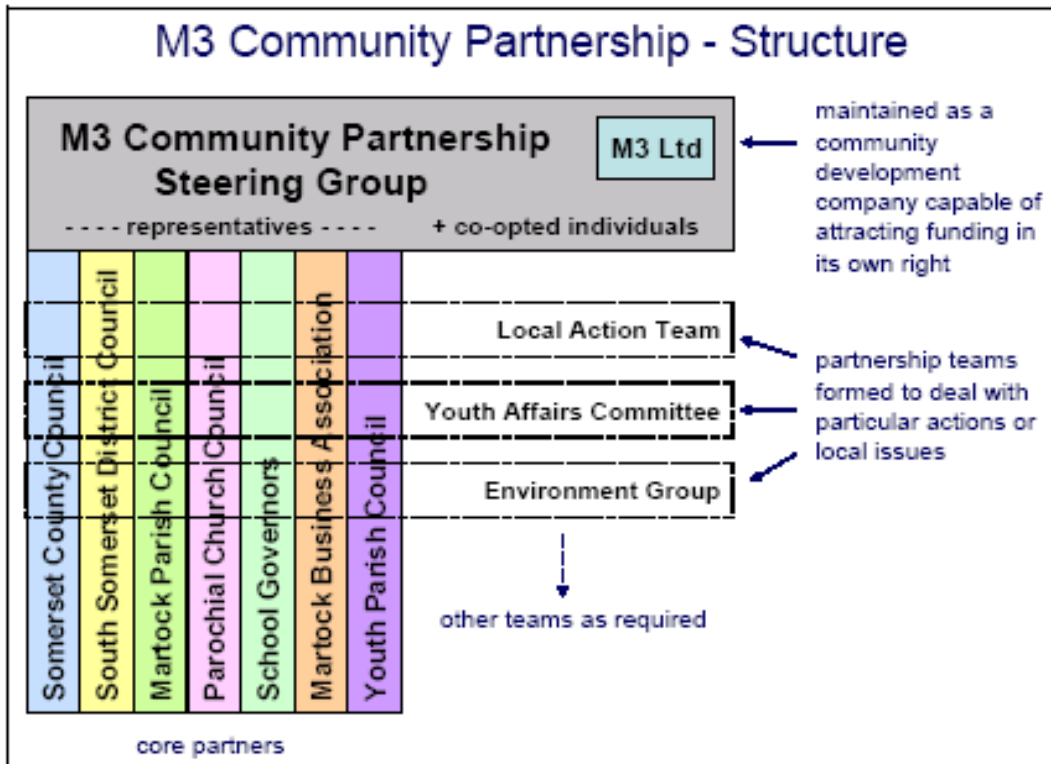 M3 Community Partnership - Structure
M3 Community Partnership
Steering Group
M3 Ltd
- - - - representatives - - - -
+ co-opted individuals
maintained as a
community
development
company capable of
attracting funding in
its own right
Somerset County Council
South Somerset District Council
Martock Parish Council
Parochial Church Council
School Governors
Martock Business Association
Youth Parish Council
Local Action Team
Youth Affairs Committee
Environment Group
partnership teams
formed to deal with
particular actions or
local issues
other teams as required
core partners